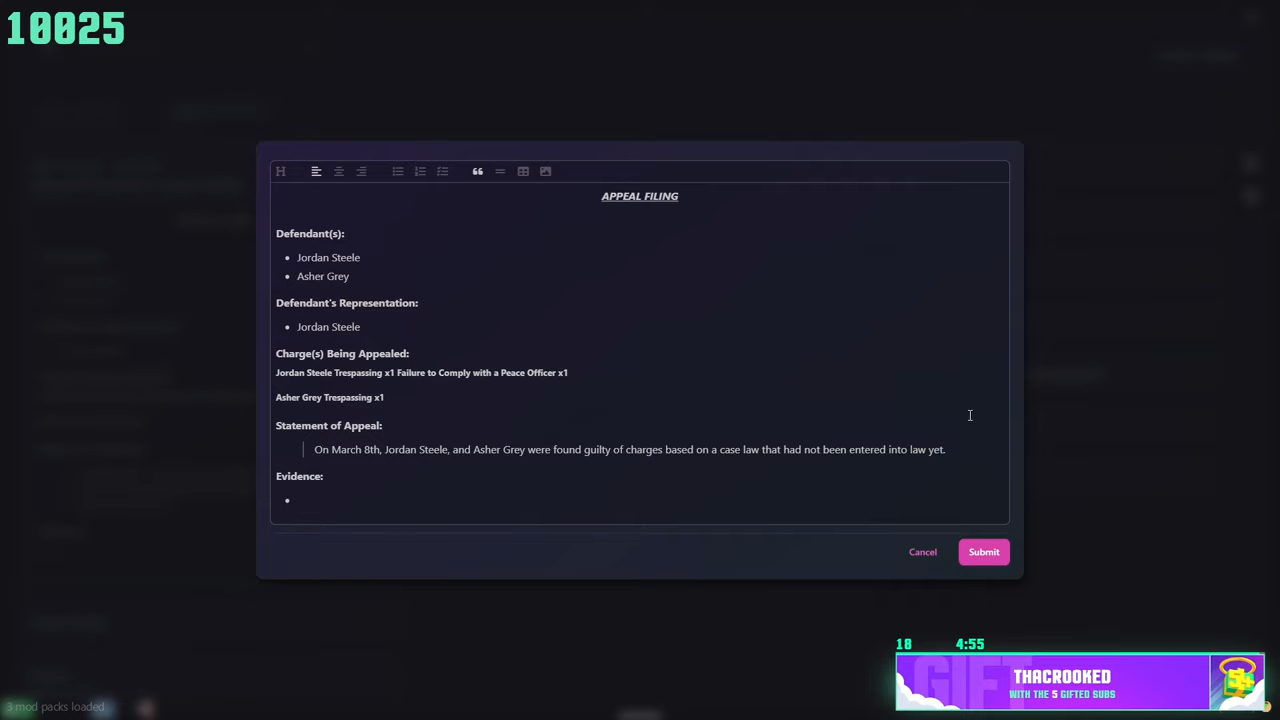 10025
H
APPEAL FILING
Defendant(s):
Jordan Steele
Asher Grey
Defendant's Representation:
Jordan Steele
Charge(s) Being Appealed:
Jordan Steele Trespassing x1 Failure to Comply with a Peace Officer x1
Asher Grey Trespassing x1
Statement of Appeal:
On March 8th, Jordan Steele, and Asher Grey were found guilty of charges based on a case law that had not been entered into law yet.
Evidence:
Cancel
Submit
10 4:55
GIFT
THACROOKED
WITH THE 5 GIFTED SUBS
5+
3 mod packs loaded